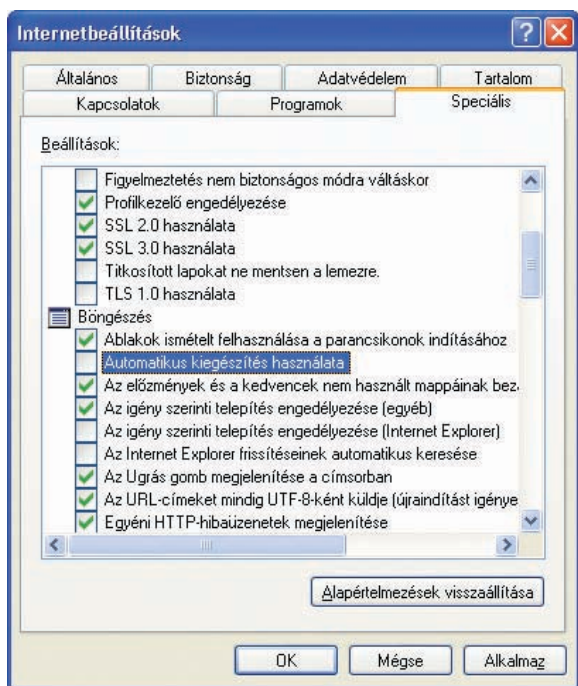 Internetbeállítások
Általános Biztonság Adatvédelem Tartalom
Kapcsolatok Programok Speciális
Beállítások:
Figyelmeztetés nem biztonságos módra váltáskor
Profilkezelő engedélyezése
SSL 2.0 használata
SSL 3.0 használata
Titkosított lapokat ne mentsen a lemezre.
TLS 1.0 használata
Böngészés
Ablakok ismételt felhasználása a parancsikonok indításához
Automatikus kiegészítés használata
Az előzmények és a kedvencek nem használt mappáinak bez
Az igény szerinti telepítés engedélyezése (egyéb)
Az igény szerinti telepítés engedélyezése (Internet Explorer)
Az Internet Explorer frissítéseinek automatikus keresése
Az Ugrás gomb megjelenítése a címsorban
Az URL-címeket mindig UTF-8-ként küldje (újraindítást igénye
Egyéni HTTP-hibaüzenetek megjelenítése
Alapértelmezések visszaállítása
OK Mégse Alkalmaz